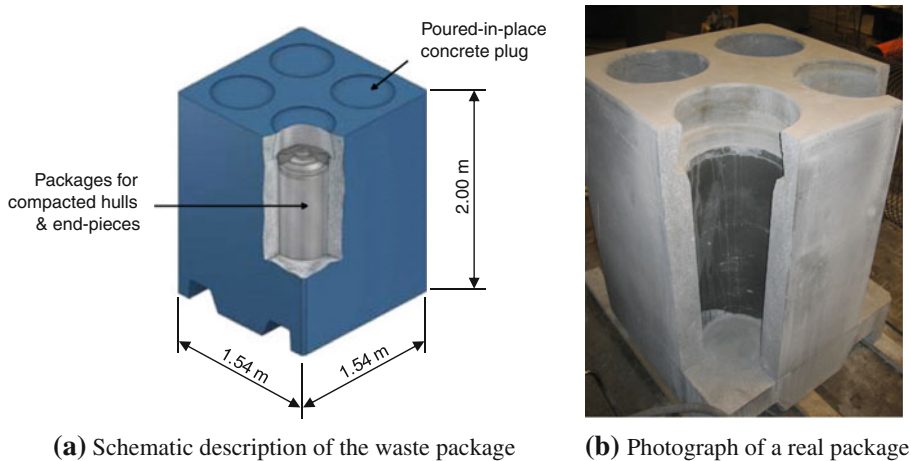 Poured-in-place
concrete plug
Packages for
compacted hulls
& end-pieces
2.00 m
1.54 m
1.54 m
(a) Schematic description of the waste package
(b) Photograph of a real package